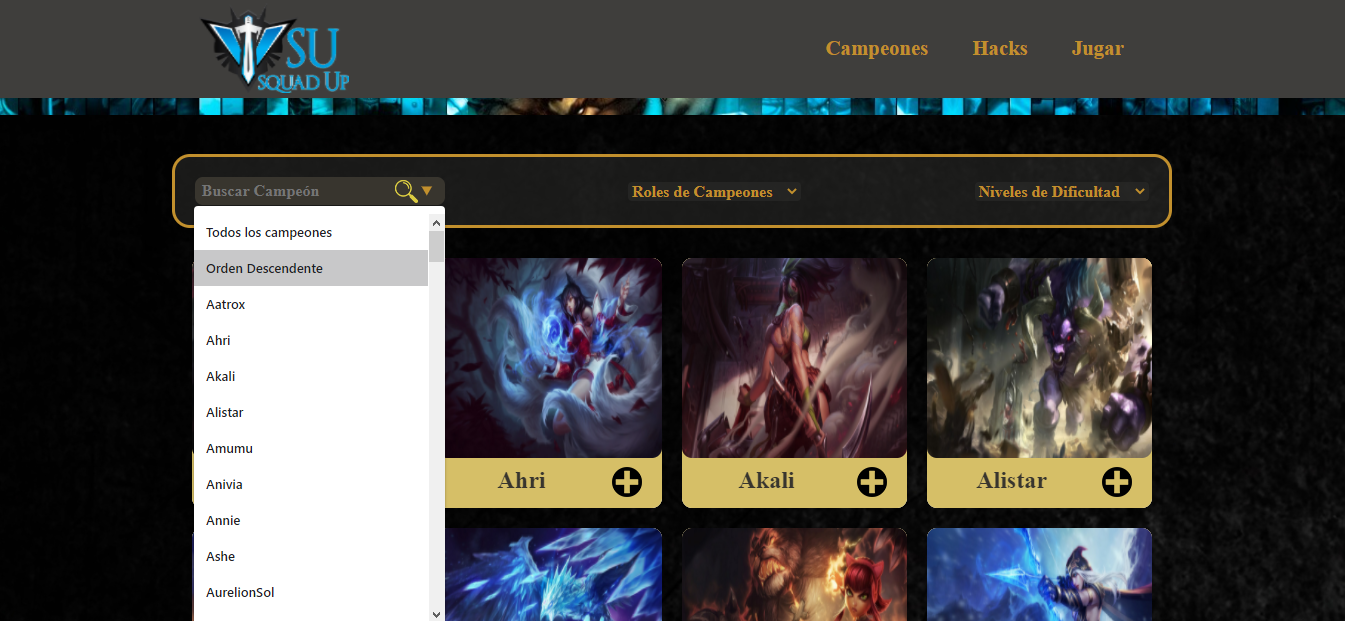 SU
SQUAD UP
Campeones Hacks Jugar
Buscar Campeón
Roles de Campeones
Niveles de Dificultad
Todos los campeones
Orden Descendente
Aatrox
Ahri
Akali
Alistar
Amumu
Anivia
Annie
Ashe
AurelionSol
Ahri
Akali
Alistar